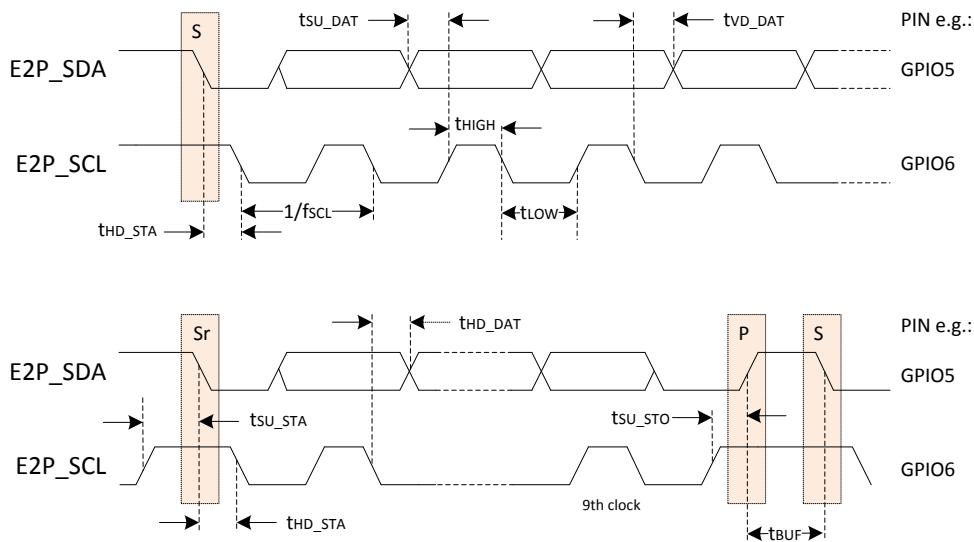 S
tSU_DAT
tVD_DAT
PIN e.g.:
E2P_SDA
GPIO5
tHIGH
E2P_SCL
GPIO6
1/fSCL
tLOW
tHD_STA
Sr
tHD_DAT
P
S
PIN e.g.:
E2P_SDA
GPIO5
tSU_STA
tSU_STO
E2P_SCL
GPIO6
9th clock
tHD_STA
tBUF